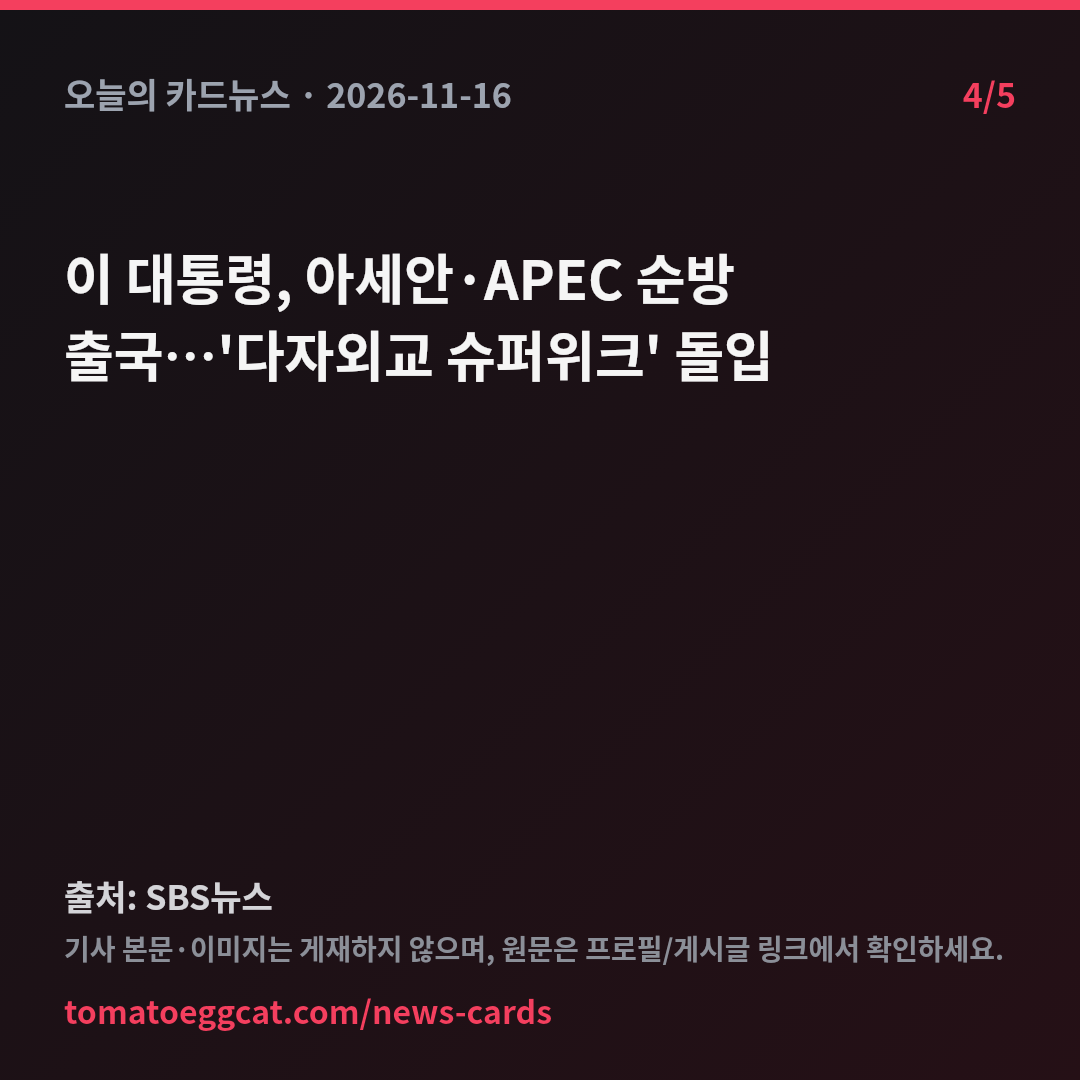 오늘의 카드뉴스 · 2026-11-16
4/5
이 대통령, 아세안·APEC 순방
출국…'다자외교 슈퍼위크' 돌입
출처: SBS뉴스
기사 본문·이미지는 게재하지 않으며, 원문은 프로필/게시글 링크에서 확인하세요.
tomatoeggcat.com/news-cards